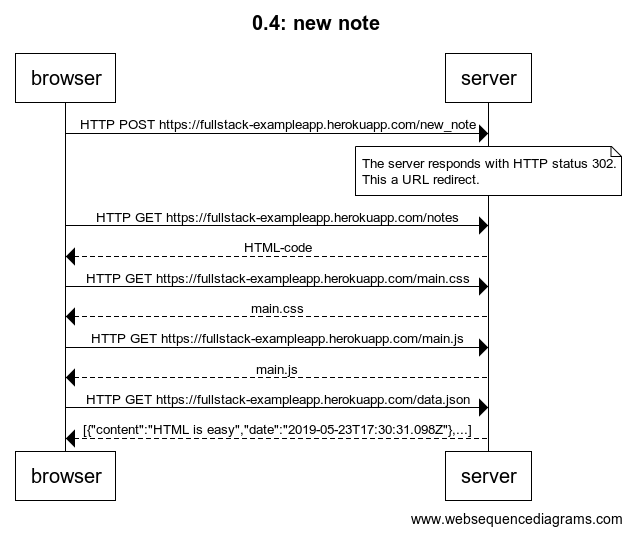 0.4: new note
browser
server
HTTP POST https://fullstack-exampleapp.herokuapp.com/new_note
The server responds with HTTP status 302.
This a URL redirect.
HTTP GET https://fullstack-exampleapp.herokuapp.com/notes
HTML-code
HTTP GET https://fullstack-exampleapp.herokuapp.com/main.css
main.css
HTTP GET https://fullstack-exampleapp.herokuapp.com/main.js
main.js
HTTP GET https://fullstack-exampleapp.herokuapp.com/data.json
[{"content":"HTML is easy","date":"2019-05-23T17:30:31.098Z"},...]
browser
server
www.websequencediagrams.com